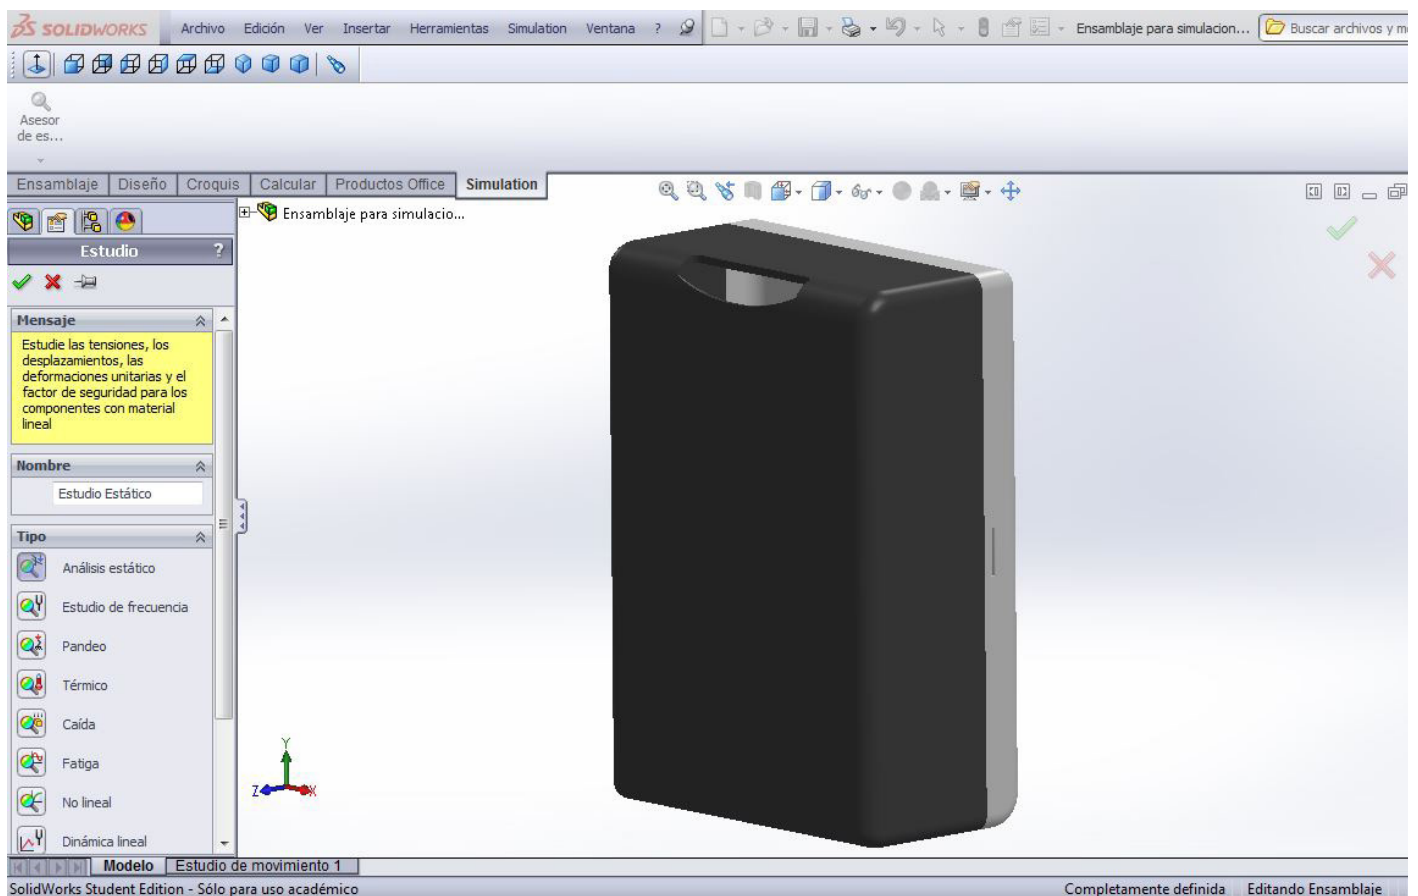 SOLIDWORKS Archivo Edición Ver Insertar Herramientas Simulation Ventana ? Ensamblaje para simulacion... Buscar archivos y m
Asesor
de es...
Ensamblaje Diseño Croquis Calcular Productos Office Simulation
Ensamblaje para simulacio...
Estudio ?
Mensaje
Estudie las tensiones, los
desplazamientos, las
deformaciones unitarias y el
factor de seguridad para los
componentes con material
lineal
Nombre
Estudio Estático
Tipo
Análisis estático
Estudio de frecuencia
Pandeo
Térmico
Caída
Fatiga
No lineal
Dinámica lineal
Y
Z X
Modelo Estudio de movimiento 1
SolidWorks Student Edition - Sólo para uso académico Completamente definida Editando Ensamblaje